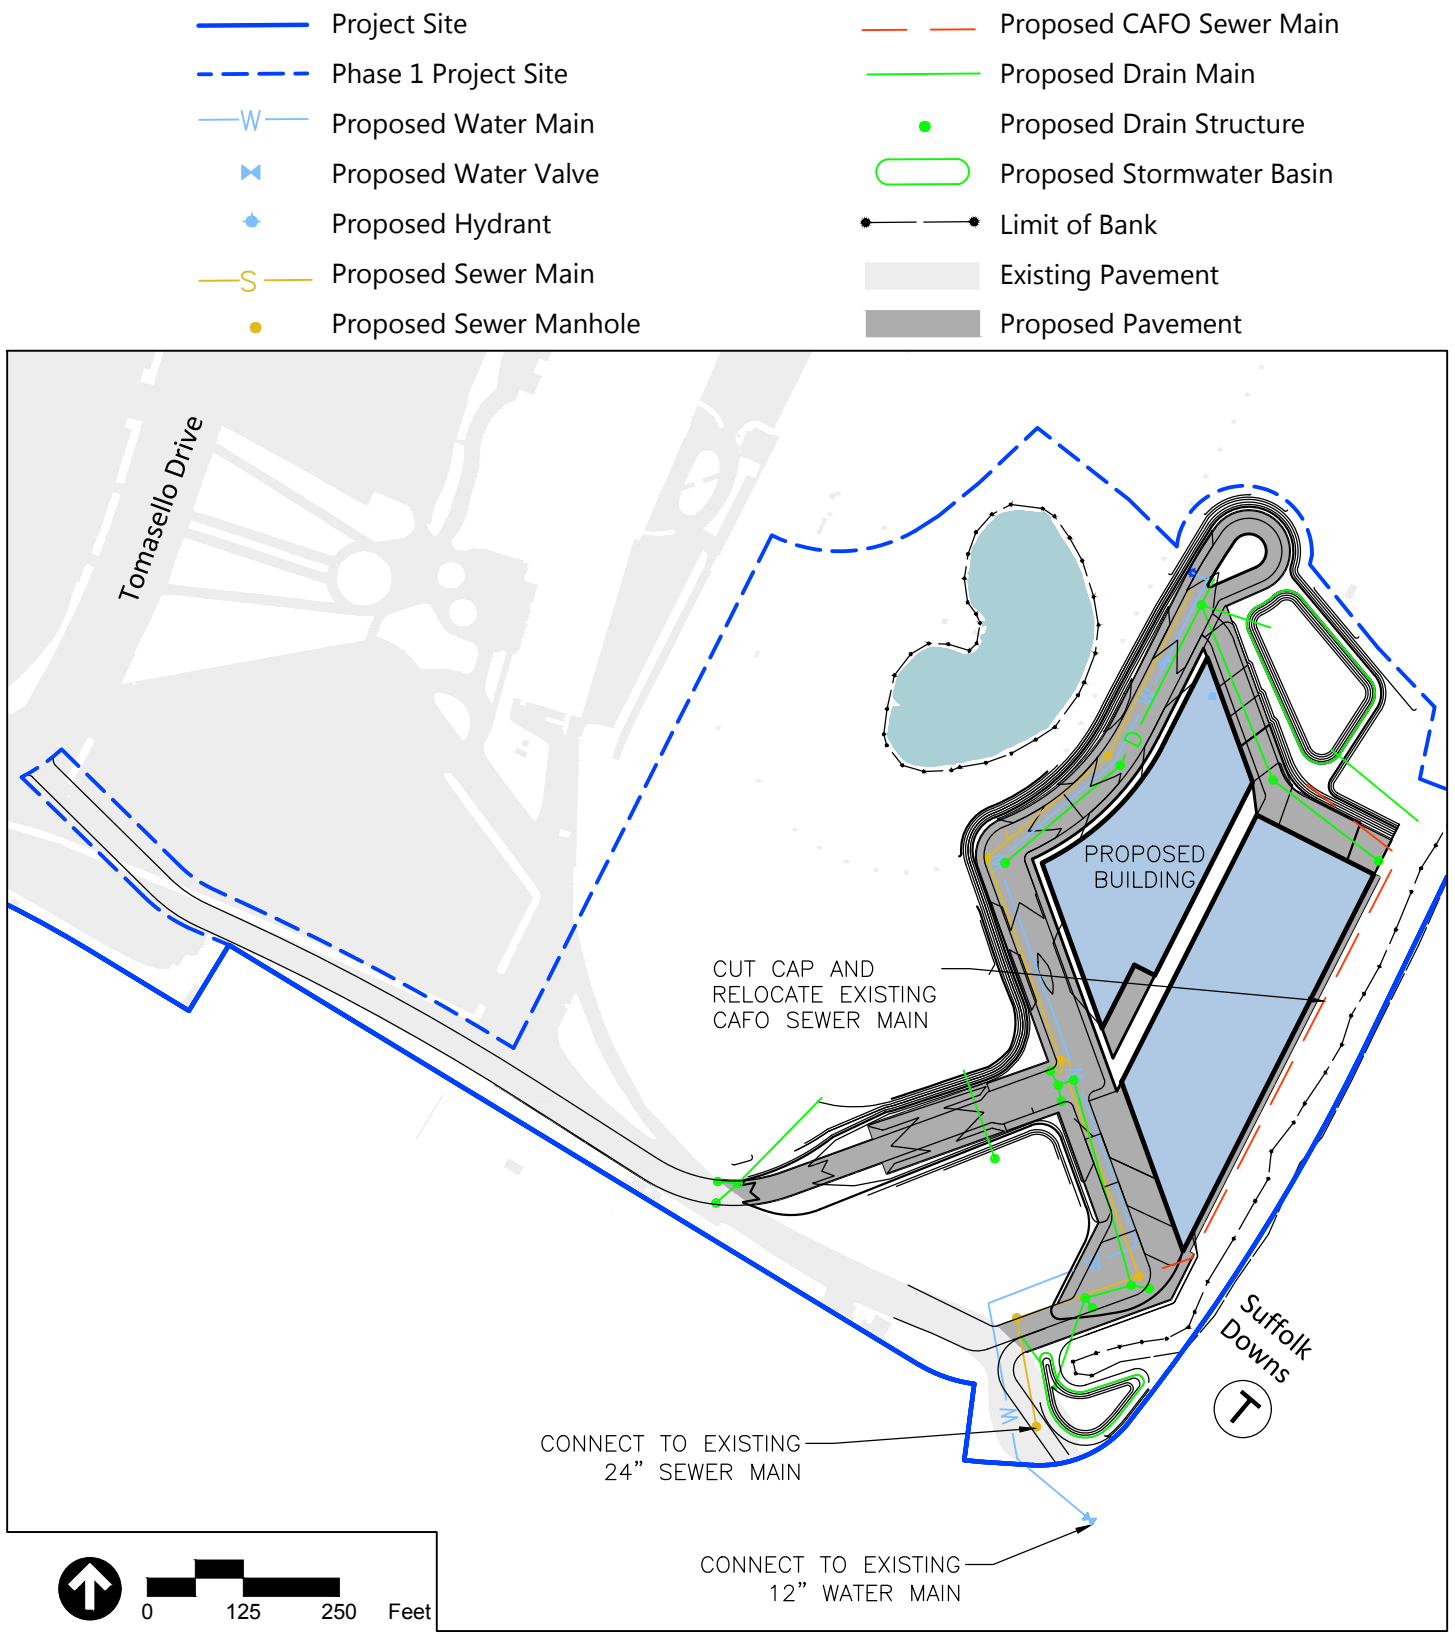 Project Site
Phase 1 Project Site
W
Proposed Water Main
Proposed Water Valve
Proposed Hydrant
S
Proposed Sewer Main
Proposed Sewer Manhole
Proposed CAFO Sewer Main
Proposed Drain Main
Proposed Drain Structure
Proposed Stormwater Basin
Limit of Bank
Existing Pavement
Proposed Pavement
Tomasello Drive
W
D
PROPOSED
BUILDING
CUT CAP AND
RELOCATE EXISTING
CAFO SEWER MAIN
W
S
W
Suffolk
Downs
T
W
CONNECT TO EXISTING
24” SEWER MAIN
CONNECT TO EXISTING
12” WATER MAIN
0 125 250 Feet